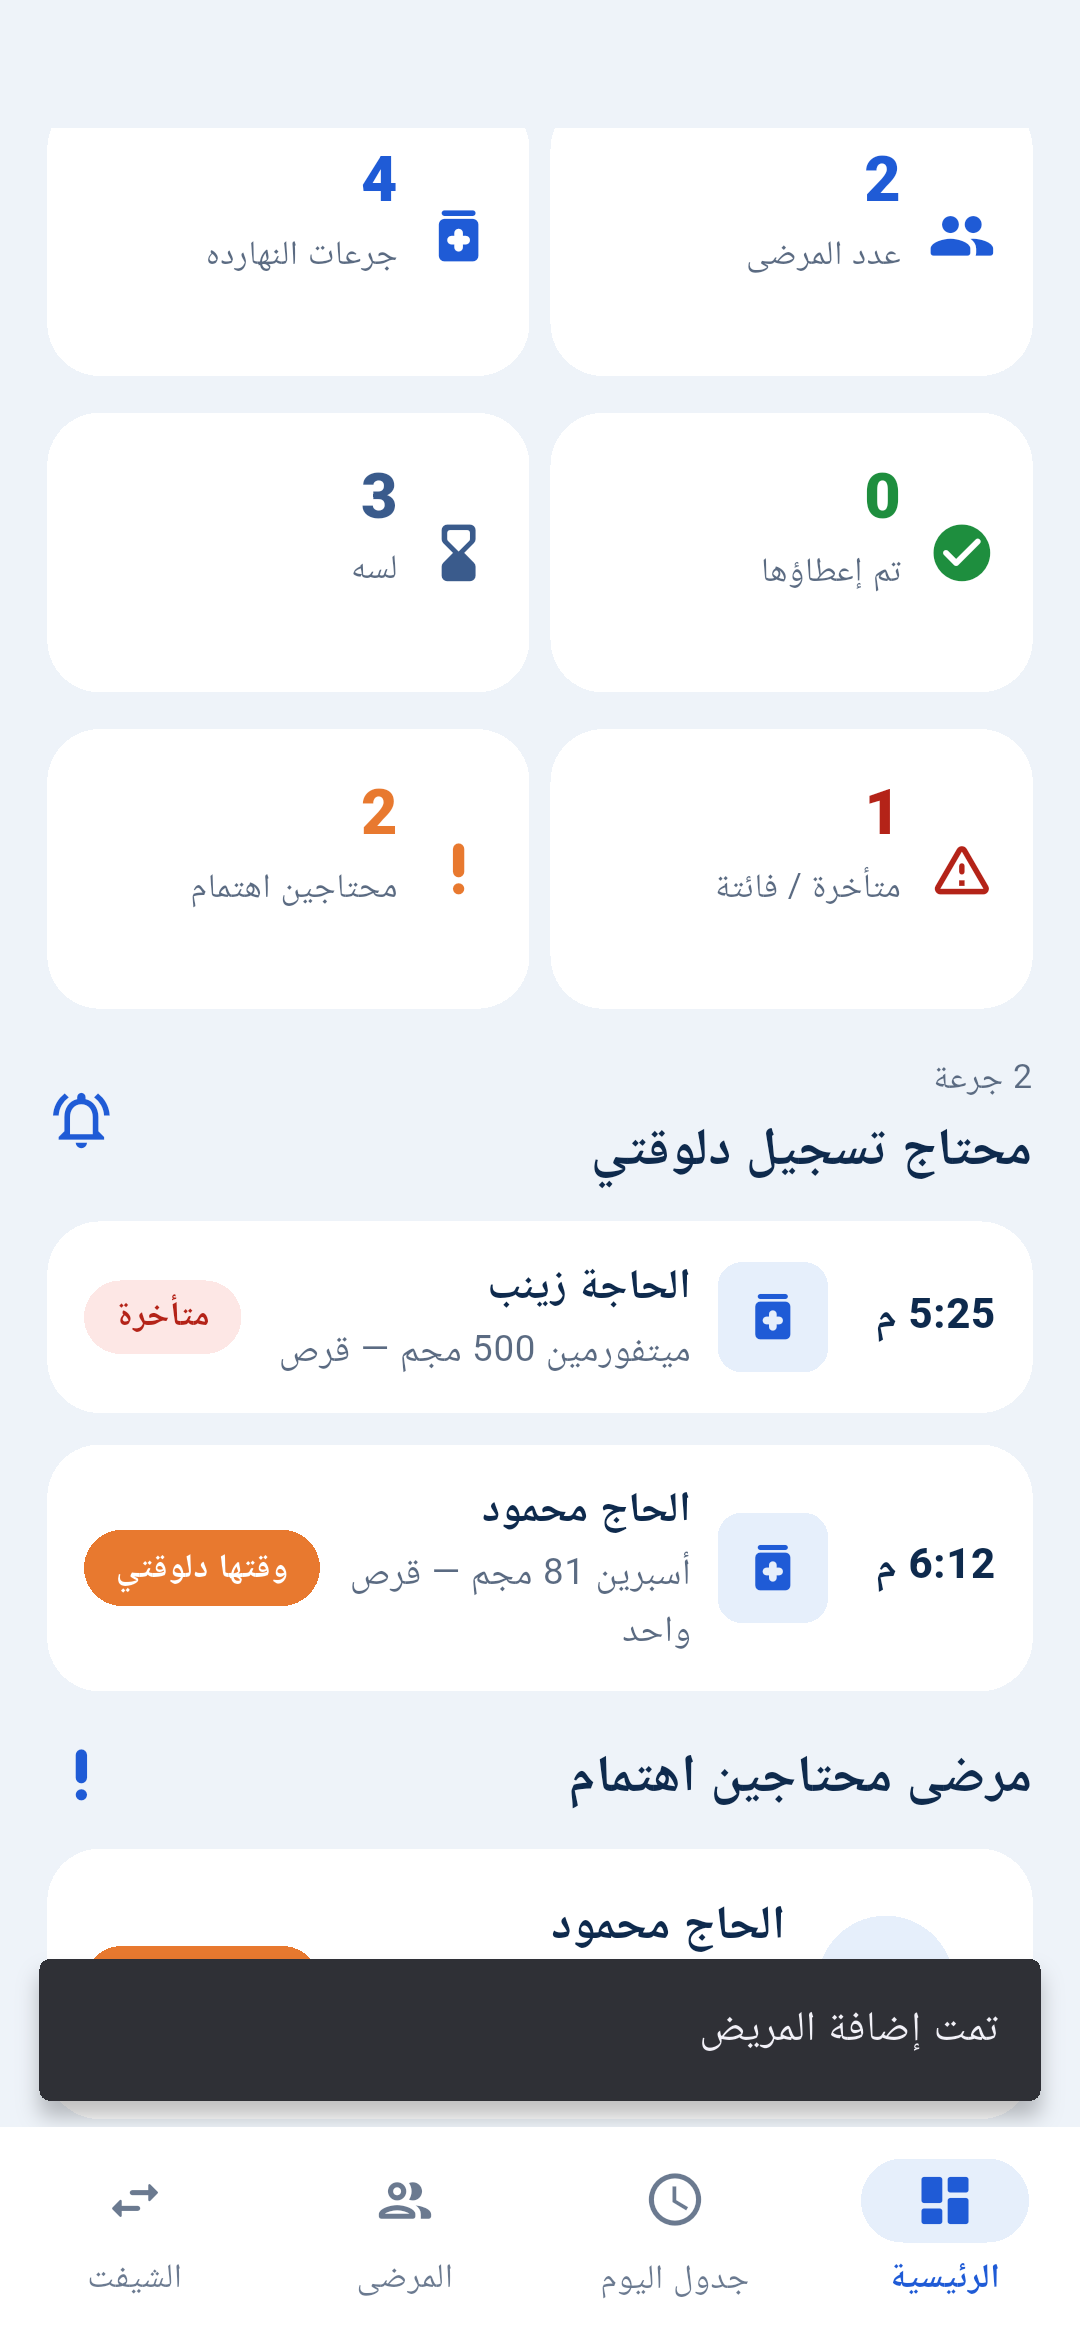 2
عدد المرضى
4
جرعات النهارده
0
تم إعطاؤها
3
لسه
1
متأخرة / فائتة
2
محتاجين اهتمام
2 جرعة
محتاج تسجيل دلوقتي
5:25 م
الحاجة زينب
ميتفورمين 500 مجم — قرص
متأخرة
6:12 م
الحاج محمود
أسبرين 81 مجم — قرص
واحد
وقتها دلوقتي
مرضى محتاجين اهتمام
الحاج محمود
تمت إضافة المريض
الرئيسية
جدول اليوم
المرضى
الشيفت